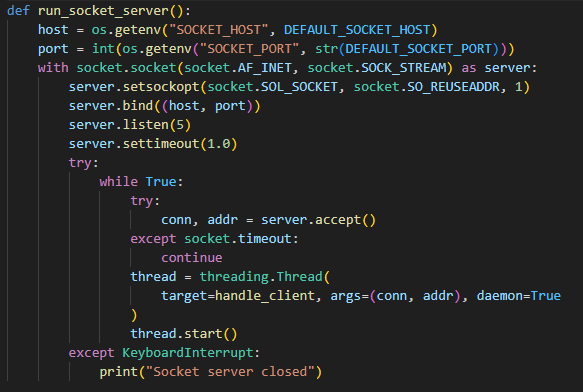 def run_socket_server():
    host = os.getenv("SOCKET_HOST", DEFAULT_SOCKET_HOST)
    port = int(os.getenv("SOCKET_PORT", str(DEFAULT_SOCKET_PORT)))
    with socket.socket(socket.AF_INET, socket.SOCK_STREAM) as server:
        server.setsockopt(socket.SOL_SOCKET, socket.SO_REUSEADDR, 1)
        server.bind((host, port))
        server.listen(5)
        server.settimeout(1.0)
        try:
            while True:
                try:
                    conn, addr = server.accept()
                except socket.timeout:
                    continue
                thread = threading.Thread(
                    target=handle_client, args=(conn, addr), daemon=True
                )
                thread.start()
        except KeyboardInterrupt:
            print("Socket server closed")